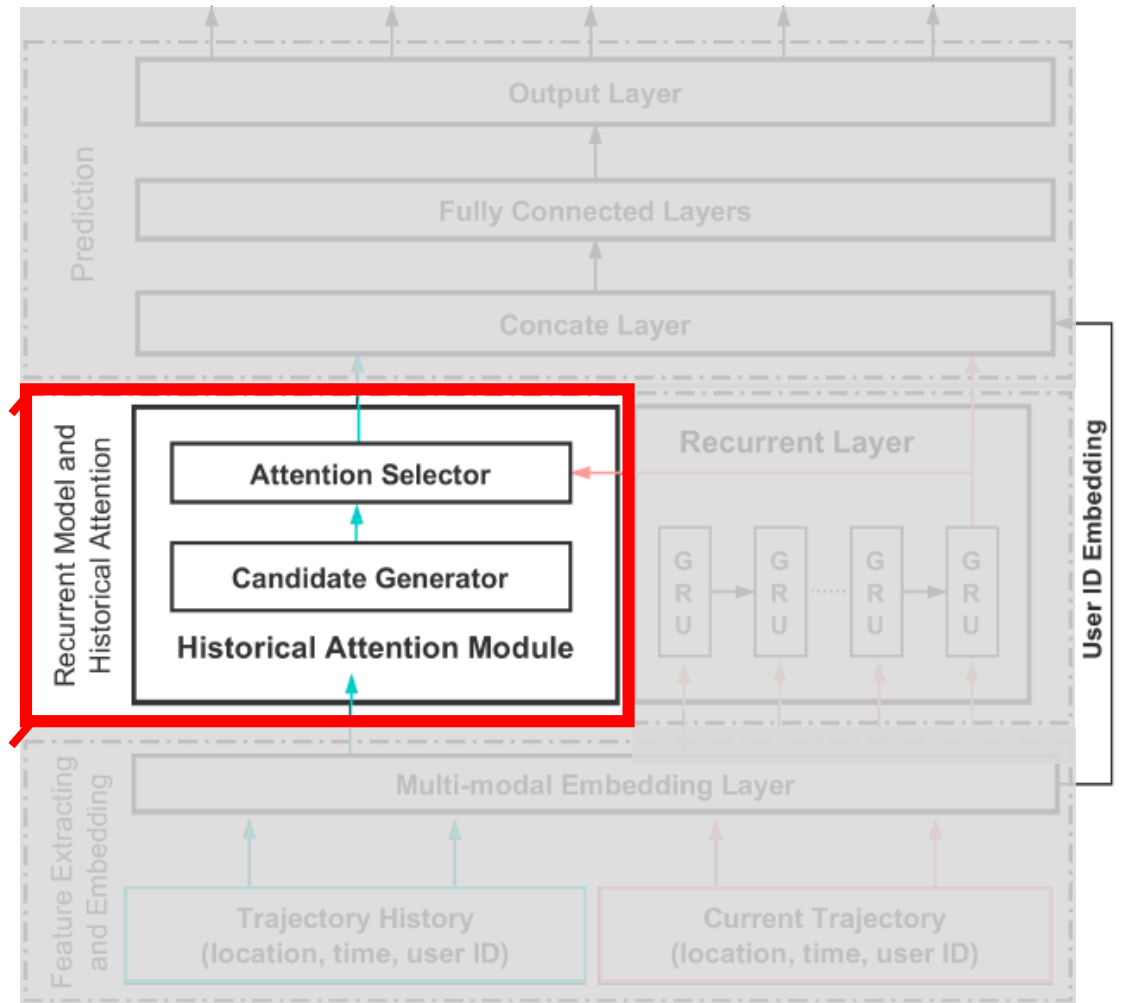 Output Layer
Fully Connected Layers
Concate Layer
Prediction
Recurrent Model and
Historical Attention
Attention Selector
Candidate Generator
Historical Attention Module
Recurrent Layer
G
R
U
G
R
U
......
G
R
U
G
R
U
User ID Embedding
Feature Extracting
and Embedding
Multi-modal Embedding Layer
Trajectory History
(location, time, user ID)
Current Trajectory
(location, time, user ID)